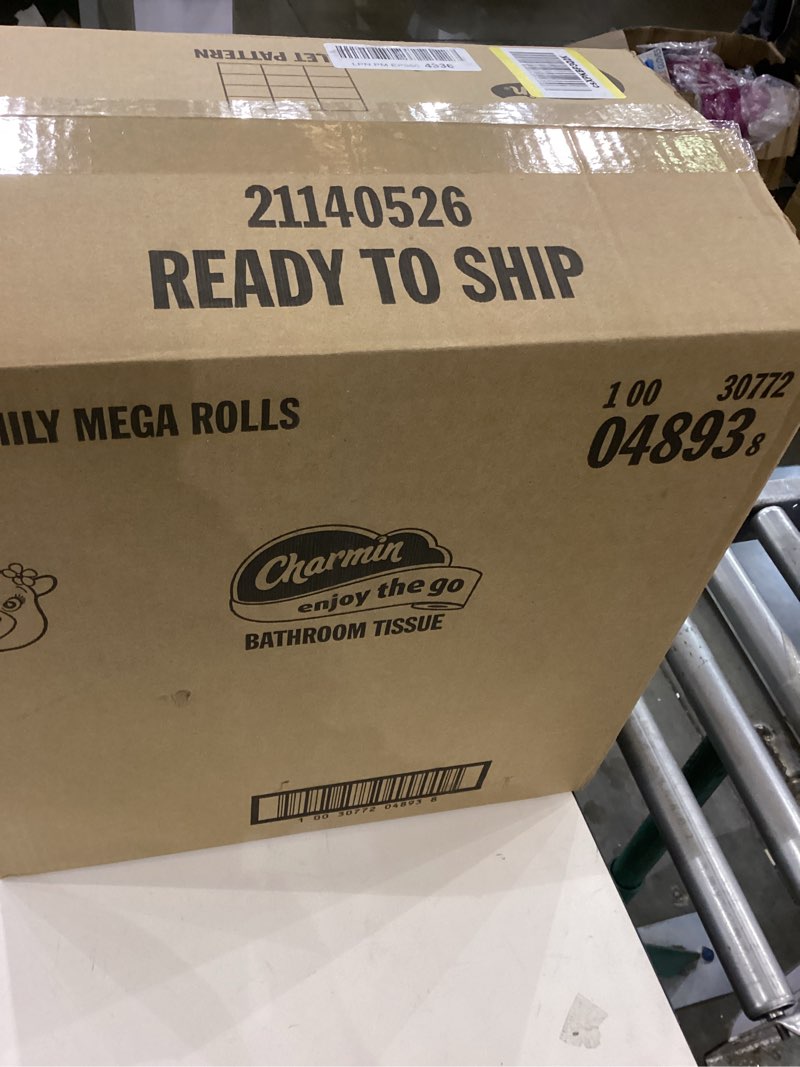 LET PATTERN
4336
21140526
READY TO SHIP
ILY MEGA ROLLS
1 00 30772
04893 8
Charmin
enjoy the go
BATHROOM TISSUE
1 00 30772 04893 8